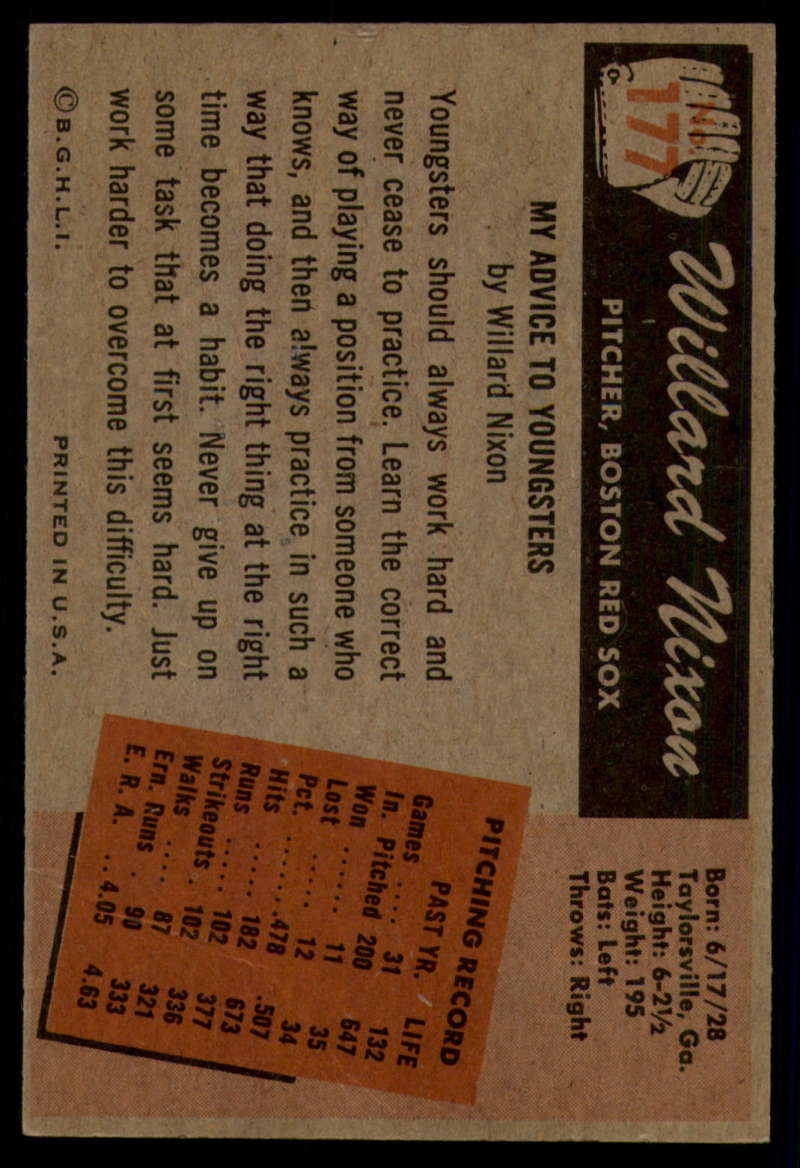 No.
177
Willard Nixon
PITCHER, BOSTON RED SOX
Born: 6/17/28
Taylorsville, Ga.
Height: 6-2½
Weight: 195
Bats: Left
Throws: Right
MY ADVICE TO YOUNGSTERS
by Willard Nixon
Youngsters should always work hard and
never cease to practice. Learn the correct
way of playing a position from someone who
knows, and then always practice in such a
way that doing the right thing at the right
time becomes a habit. Never give up on
some task that at first seems hard. Just
work harder to overcome this difficulty.
PITCHING RECORD
PAST YR. LIFE
Games .... 31 132
In. Pitched 200 647
Won ...... 11 35
Lost ..... 12 34
Pct. ....... .478 .507
Hits ...... 182 673
Runs ..... 102 377
Strikeouts . 102 336
Walks .... 87 321
Ern. Runs . 90 333
E. R. A. .. 4.05 4.63
© B.G.H.L.I.
PRINTED IN U.S.A.